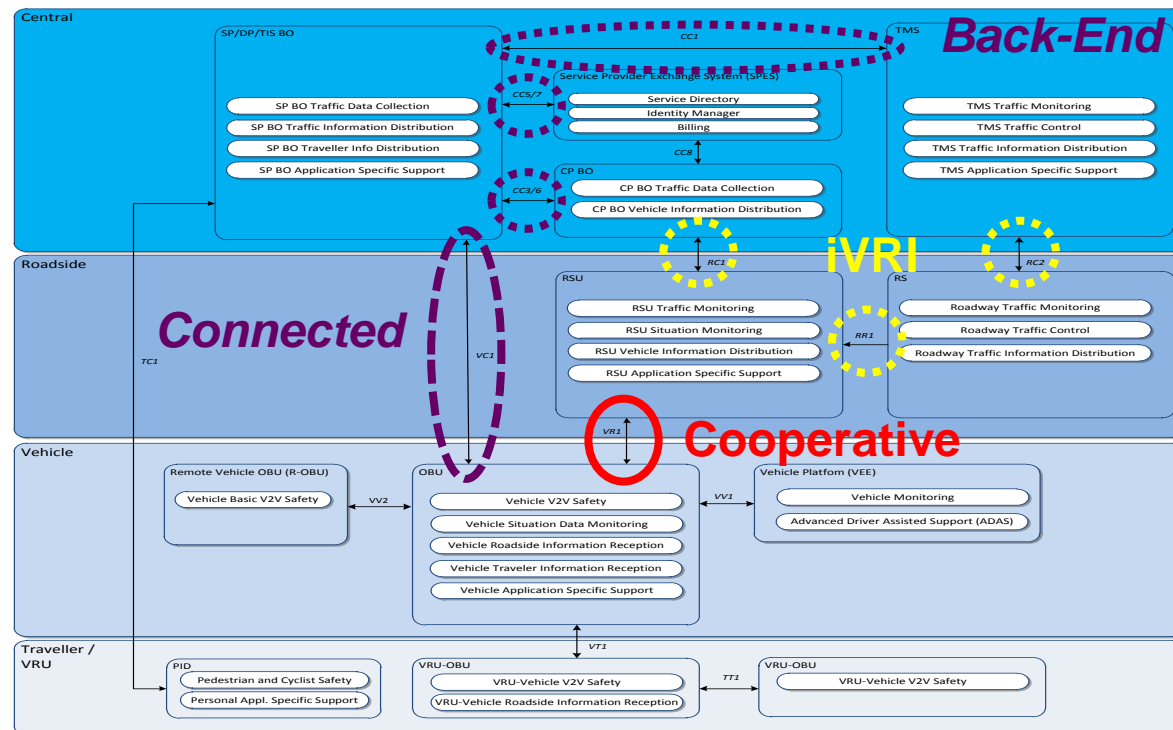 Central
SP/DP/TIS BO
SP BO Traffic Data Collection
SP BO Traffic Information Distribution
SP BO Traveller Info Distribution
SP BO Application Specific Support
CC1
Back-End
TMS
CC5/7
Service Provider Exchange System (SPES)
Service Directory
Identity Manager
Billing
TMS Traffic Monitoring
TMS Traffic Control
TMS Traffic Information Distribution
TMS Application Specific Support
CC8
CC3/6
CP BO
CP BO Traffic Data Collection
CP BO Vehicle Information Distribution
Roadside
RC1
iVRI
RC2
RSU
RSU Traffic Monitoring
RSU Situation Monitoring
RSU Vehicle Information Distribution
RSU Application Specific Support
RS
Roadway Traffic Monitoring
Roadway Traffic Control
Roadway Traffic Information Distribution
RR1
Connected
TC1
VC1
VR1
Cooperative
Vehicle
Remote Vehicle OBU (R-OBU)
Vehicle Basic V2V Safety
VV2
OBU
Vehicle V2V Safety
Vehicle Situation Data Monitoring
Vehicle Roadside Information Reception
Vehicle Traveler Information Reception
Vehicle Application Specific Support
VV1
Vehicle Platfom (VEE)
Vehicle Monitoring
Advanced Driver Assisted Support (ADAS)
VT1
Traveller /
VRU
PID
Pedestrian and Cyclist Safety
Personal Appl. Specific Support
VRU-OBU
VRU-Vehicle V2V Safety
VRU-Vehicle Roadside Information Reception
TT1
VRU-OBU
VRU-Vehicle V2V Safety